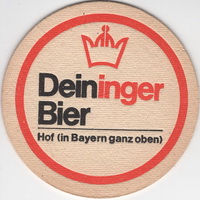 Deininger
Bier
Hof (in Bayern ganz oben)